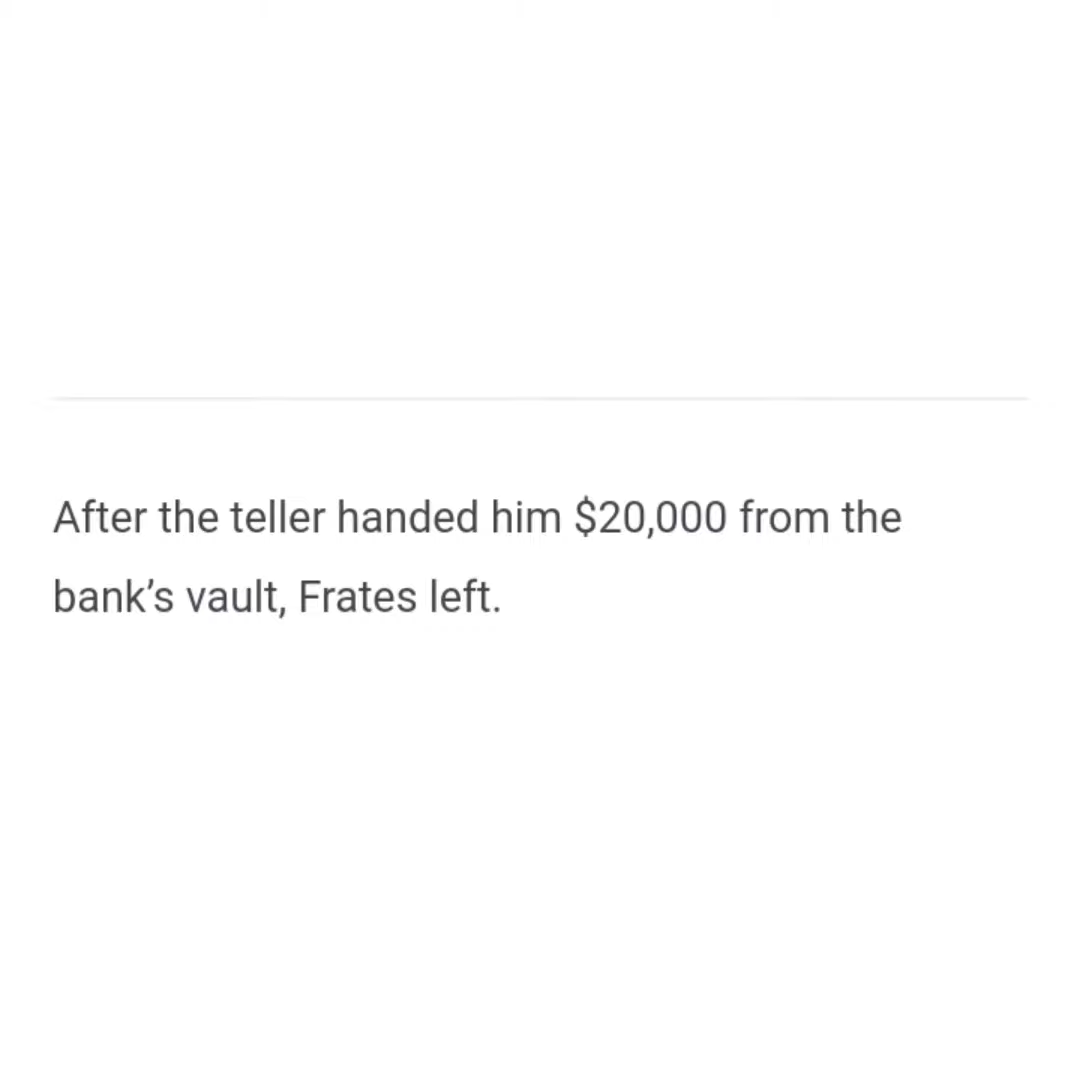 After the teller handed him $20,000 from the
bank’s vault, Frates left.